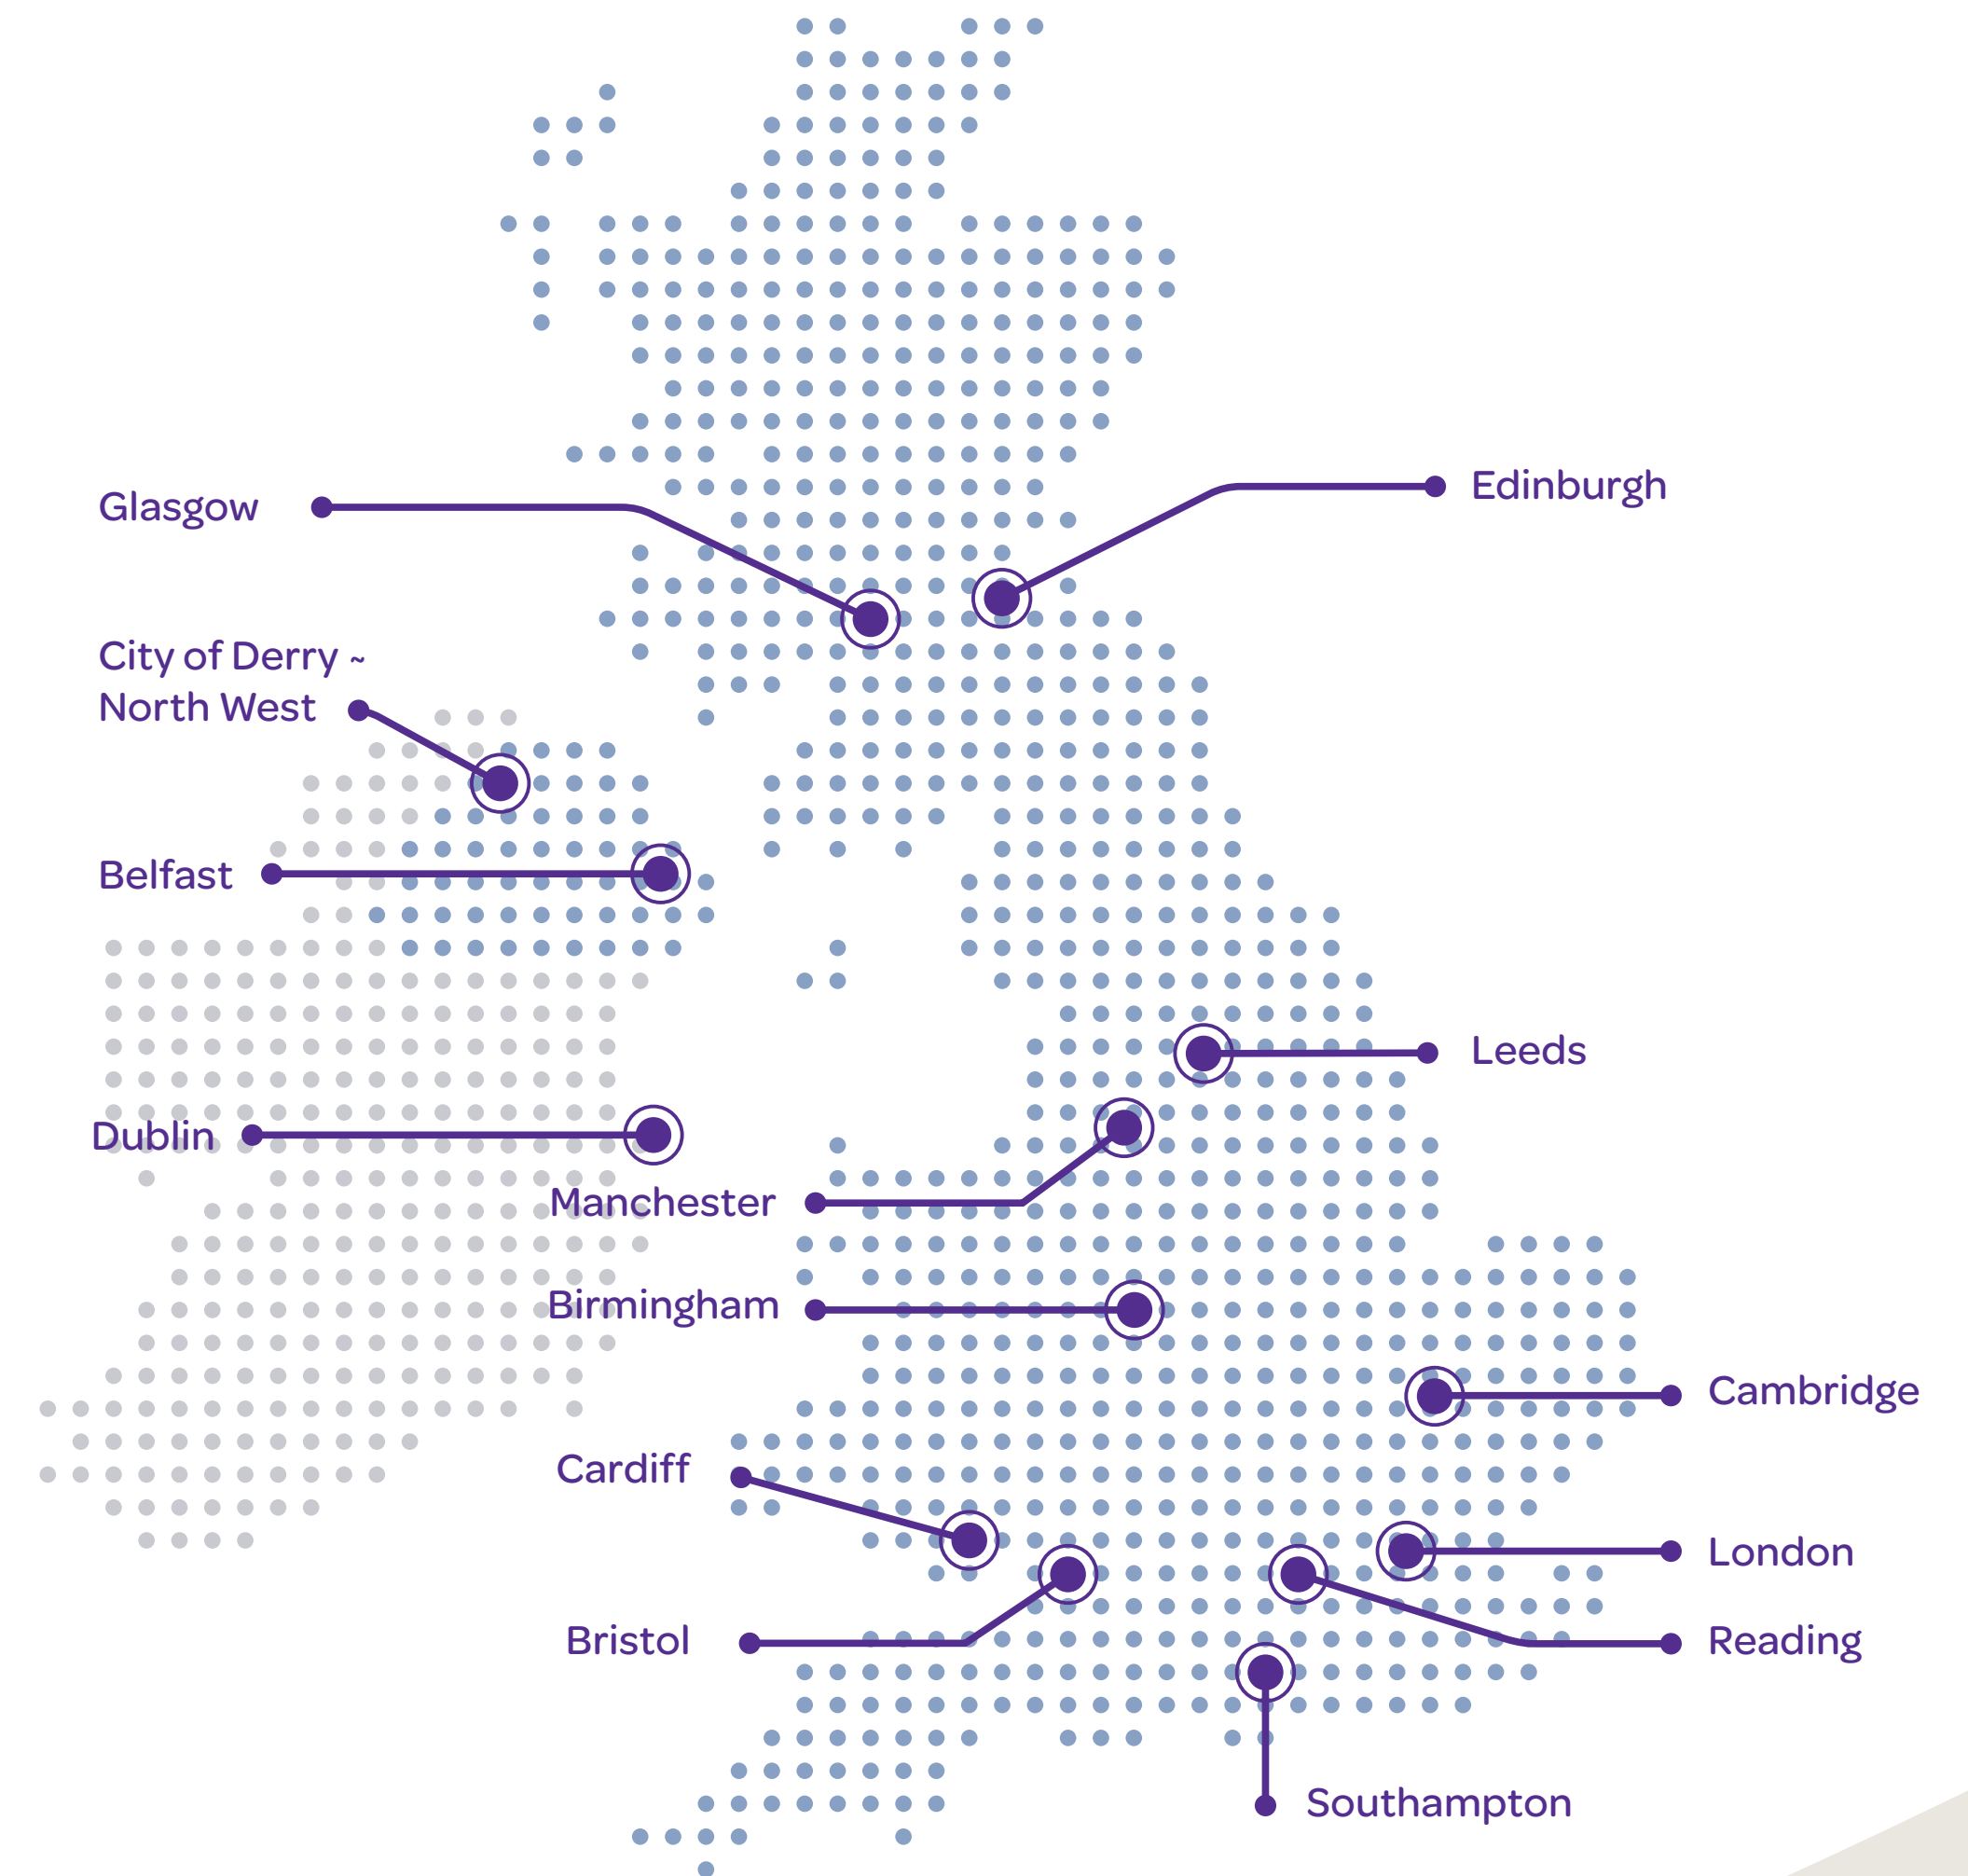 Glasgow
Edinburgh
City of Derry ~
North West
Belfast
Leeds
Dublin
Manchester
Birmingham
Cambridge
Cardiff
London
Bristol
Reading
Southampton